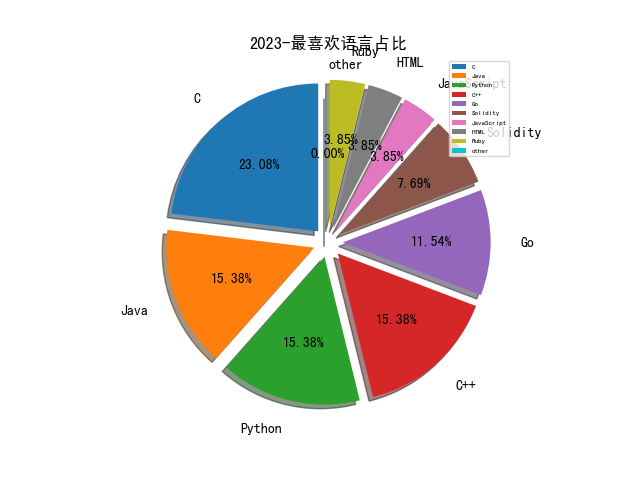 2023-最喜欢语言占比
Ruby
other
HTML
JavaScript
Solidity
C
Go
Java
C++
Python
23.08%
3.85%
0.00%
3.85%
3.85%
7.69%
11.54%
15.38%
15.38%
15.38%
C
Java
Python
C++
Go
Solidity
JavaScript
HTML
Ruby
other